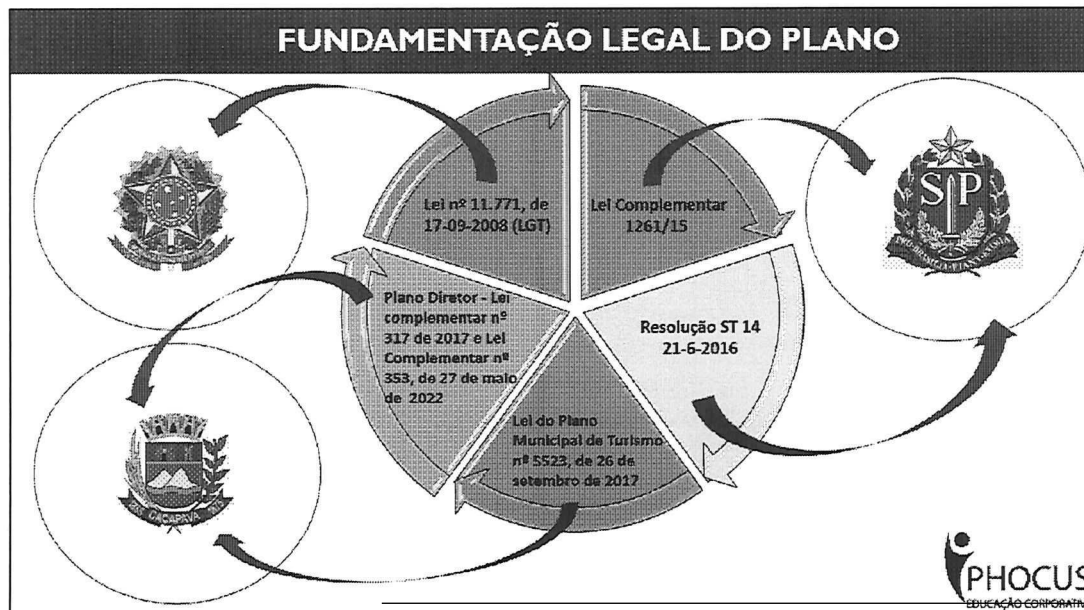 FUNDAMENTAÇÃO LEGAL DO PLANO
Lei nº 11.771, de
17-09-2008 (LGT)
Lei Complementar
1261/15
SP
Resolução ST 14
21-6-2016
Plano Diretor - Lei
complementar nº
317 de 2017 e Lei
Complementar nº
353, de 27 de maio
de 2022
Lei do Plano
Municipal de Turismo
nº 5523, de 26 de
setembro de 2017
CAÇAPAVA
PHOCUS
EDUCAÇÃO CORPORATIV